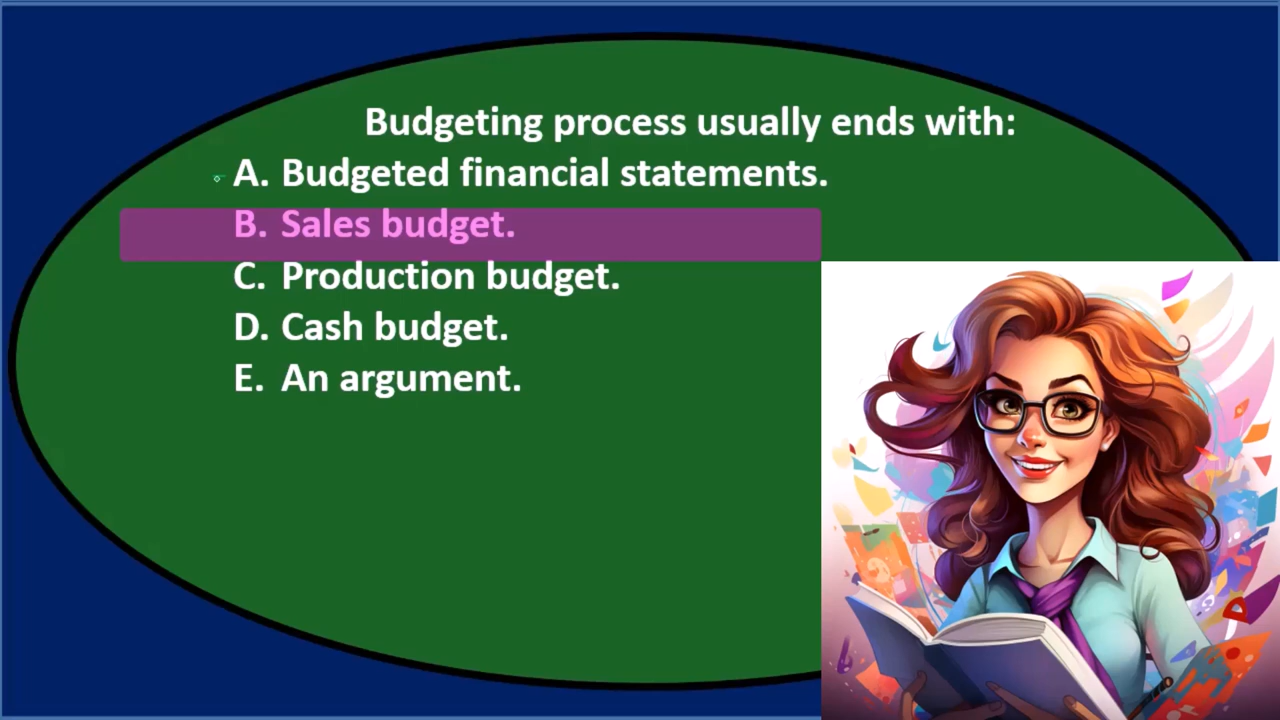 Budgeting process usually ends with:
A. Budgeted financial statements.
B. Sales budget.
C. Production budget.
D. Cash budget.
E. An argument.